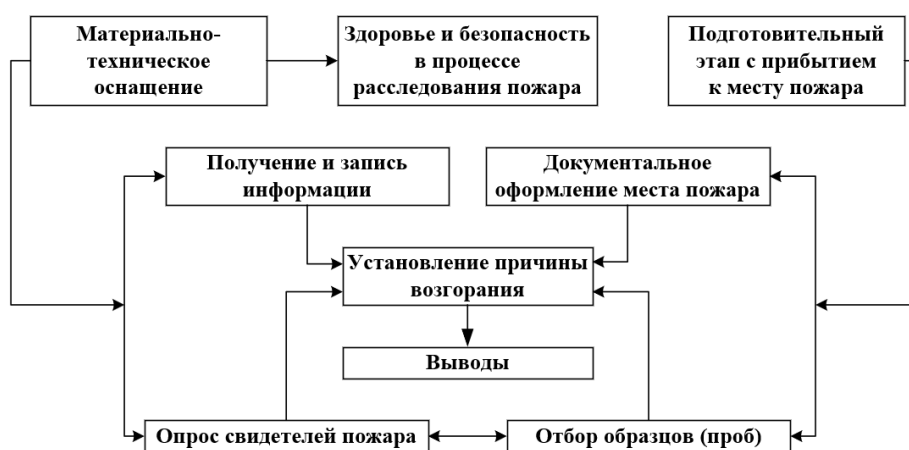 Материально-
техническое
оснащение
Здоровье и безопасность
в процессе
расследования пожара
Подготовительный
этап с прибытием
к месту пожара
Получение и запись
информации
Документальное
оформление места пожара
Установление причины
возгорания
Выводы
Опрос свидетелей пожара
Отбор образцов (проб)